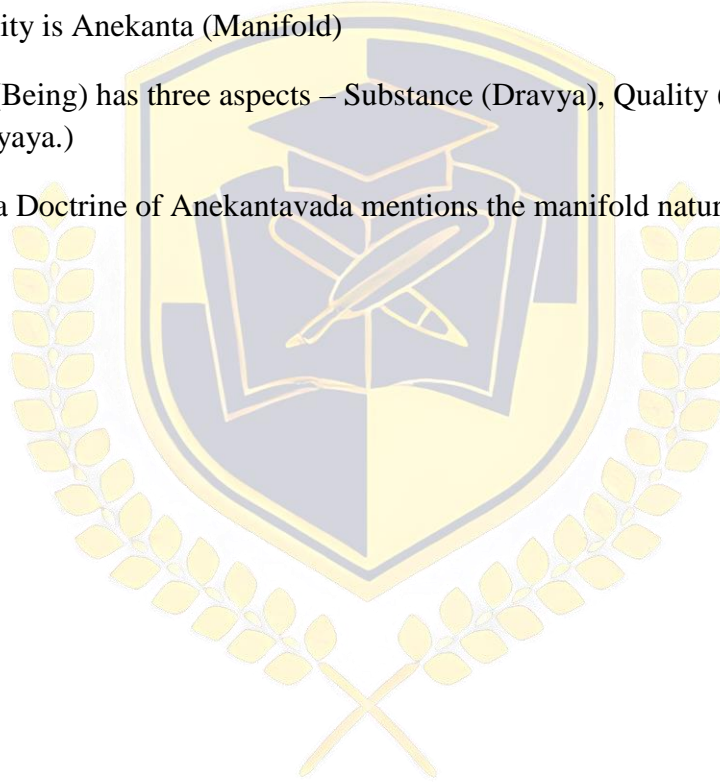 ity is Anekanta (Manifold)
(Being) has three aspects – Substance (Dravya), Quality (
yaya.)
a Doctrine of Anekantavada mentions the manifold natur